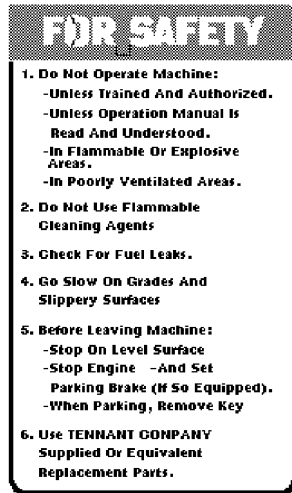 FOR SAFETY
1. Do Not Operate Machine:
-Unless Trained And Authorized.
-Unless Operation Manual Is
Read And Understood.
-In Flammable Or Explosive
Areas.
-In Poorly Ventilated Areas.
2. Do Not Use Flammable
Cleaning Agents
3. Check For Fuel Leaks.
4. Go Slow On Grades And
Slippery Surfaces
5. Before Leaving Machine:
-Stop On Level Surface
-Stop Engine -And Set
Parking Brake (If So Equipped).
-When Parking, Remove Key
6. Use TENNANT CONPANY
Supplied Or Equivalent
Replacement Parts.